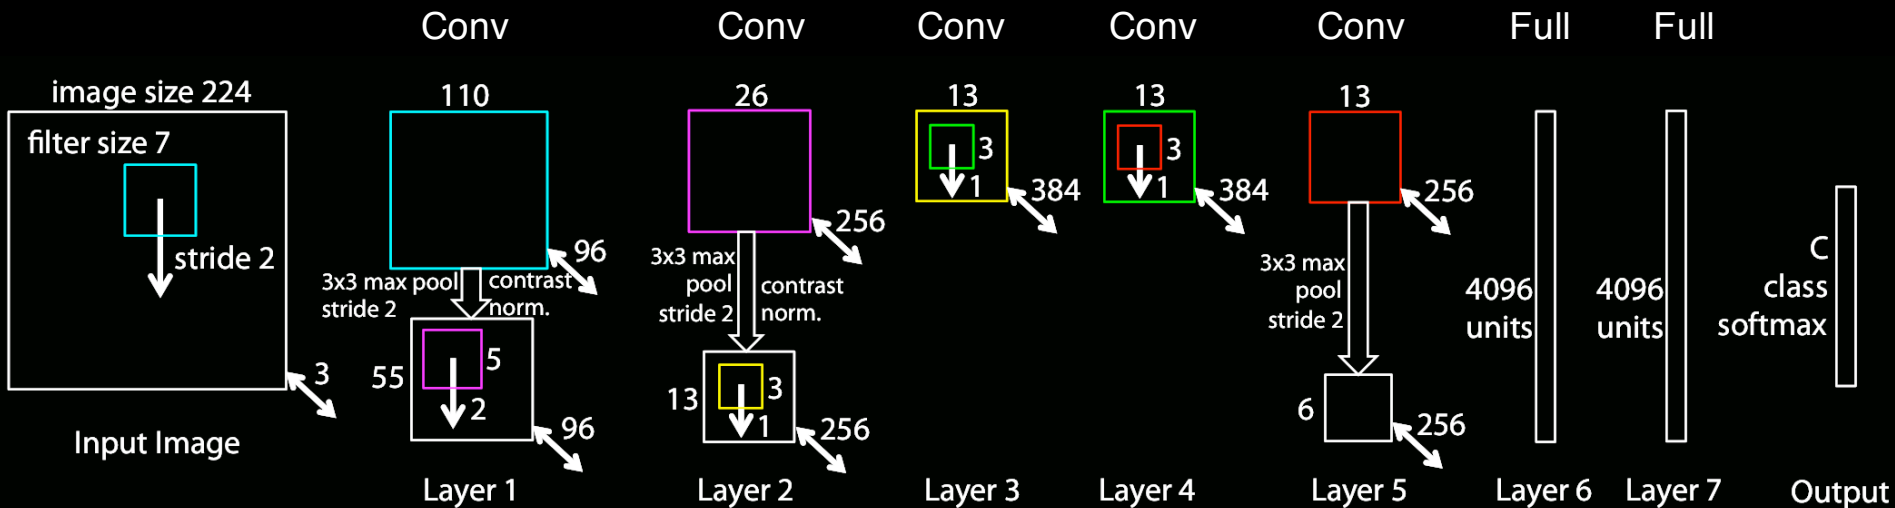 Conv
Conv
Conv
Conv
Conv
Full
Full
image size 224
filter size 7
stride 2
3
Input Image
110
96
3x3 max pool
stride 2
contrast
norm.
55
5
2
96
Layer 1
26
256
3x3 max
pool
stride 2
contrast
norm.
13
3
1
256
Layer 2
13
3
1
384
Layer 3
13
3
1
384
Layer 4
13
256
3x3 max
pool
stride 2
6
256
Layer 5
4096
units
Layer 6
4096
units
Layer 7
C
class
softmax
Output